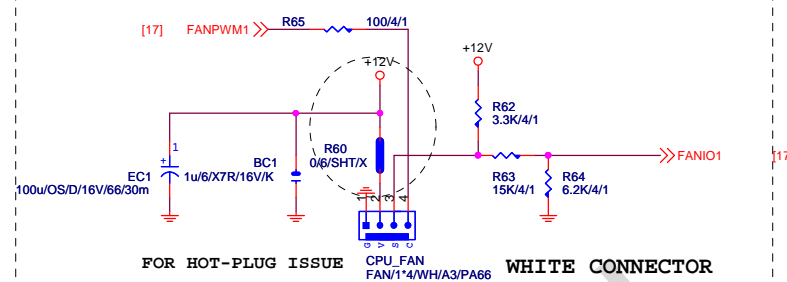 [17] FANPWM1 R65 100/4/1
+12V
+12V
R62
3.3K/4/1
R60
0/6/SHT/X
1
+
EC1
100u/OS/D/16V/66/30m
BC1
1u/6/X7R/16V/K
R63
15K/4/1
R64
6.2K/4/1
FANIO1 [17
1 2 3 4
G V S C
CPU_FAN
FAN/1*4/WH/A3/PA66
FOR HOT-PLUG ISSUE
WHITE CONNECTOR